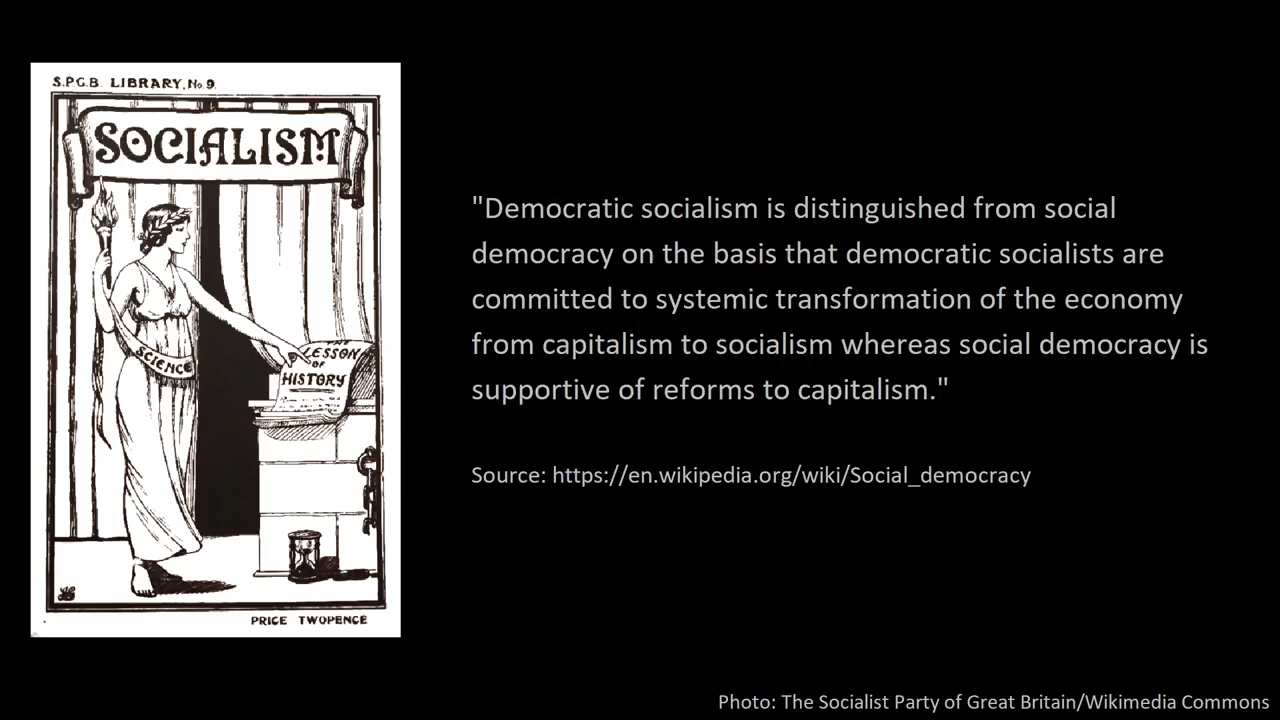 S.P.G.B. LIBRARY, No. 9.
SOCIALISM
SCIENCE
THE
LESSON
OF
HISTORY
PRICE TWOPENCE
"Democratic socialism is distinguished from social
democracy on the basis that democratic socialists are
committed to systemic transformation of the economy
from capitalism to socialism whereas social democracy is
supportive of reforms to capitalism."
Source: https://en.wikipedia.org/wiki/Social_democracy
Photo: The Socialist Party of Great Britain/Wikimedia Commons